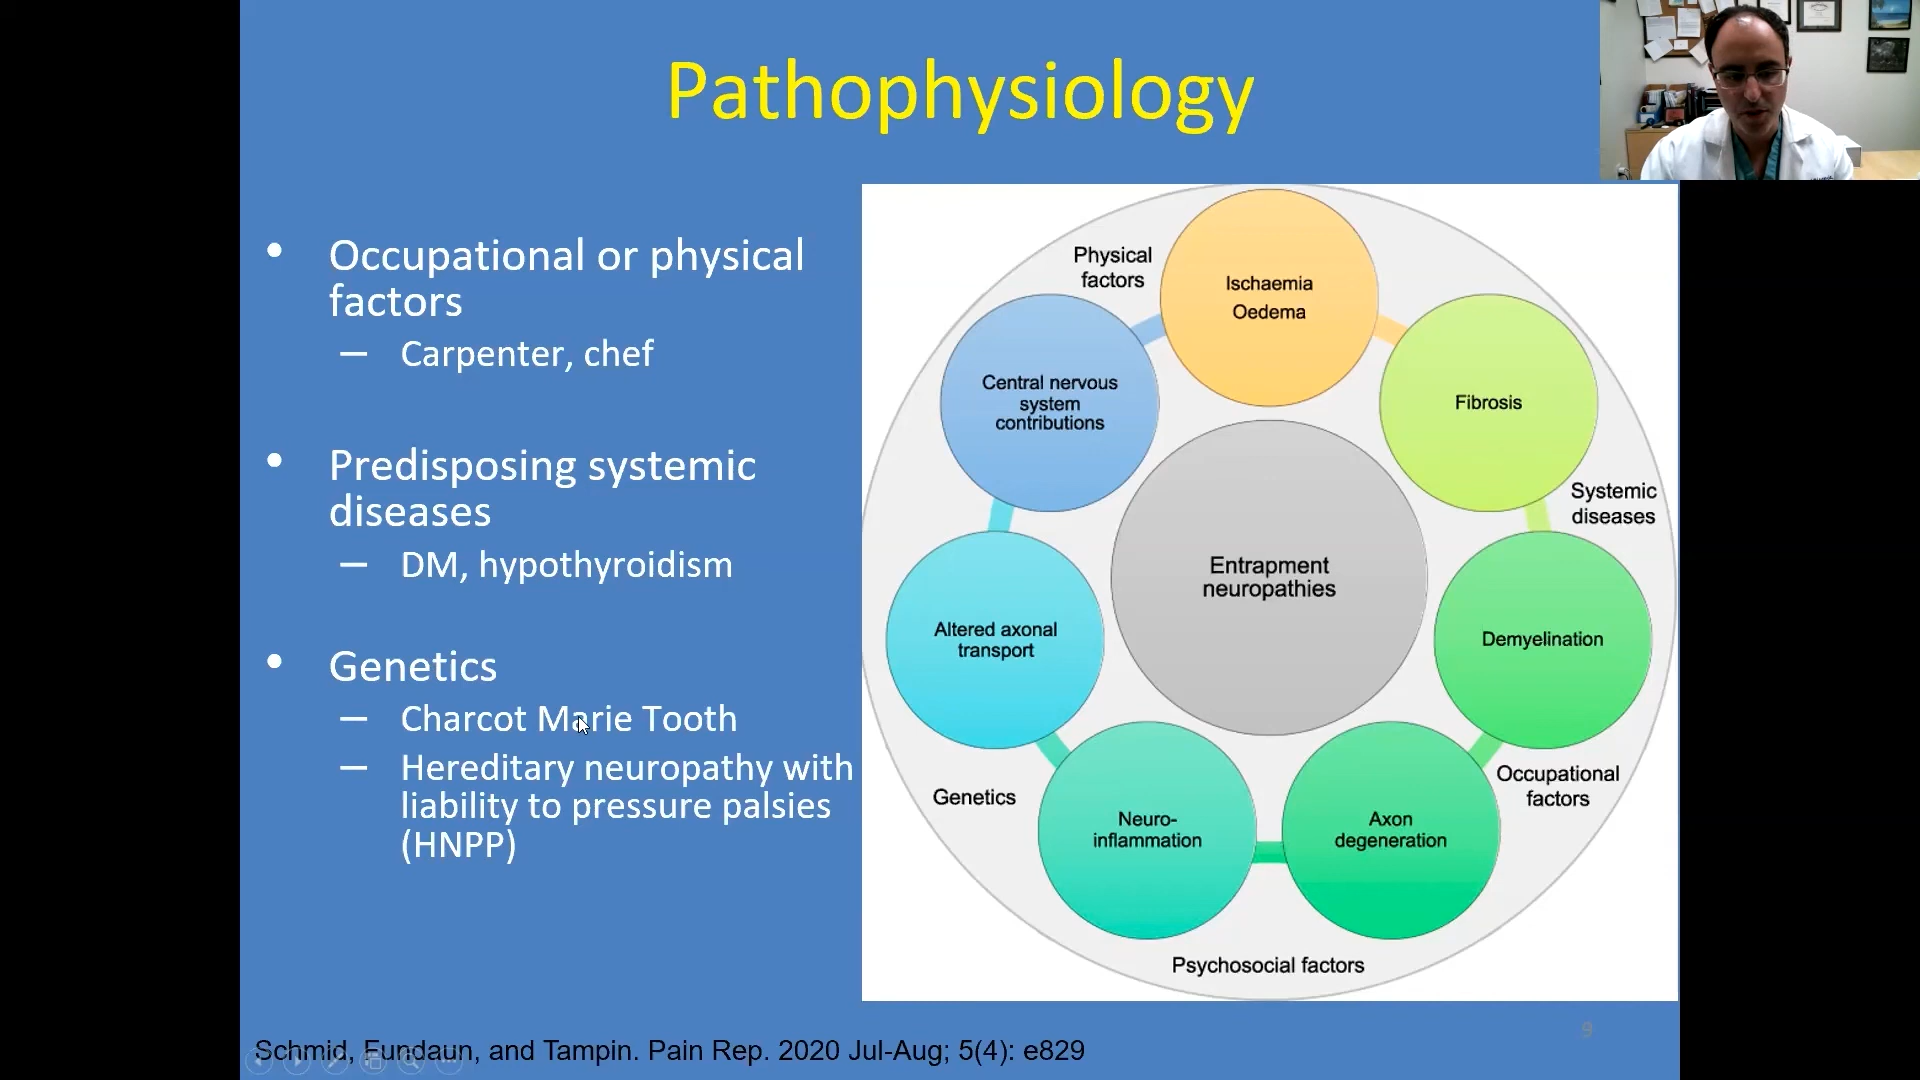 Pathophysiology
• Occupational or physical
factors
– Carpenter, chef
• Predisposing systemic
diseases
– DM, hypothyroidism
• Genetics
– Charcot Marie Tooth
– Hereditary neuropathy with
liability to pressure palsies
(HNPP)
Physical
factors
Ischaemia
Oedema
Central nervous
system
contributions
Fibrosis
Systemic
diseases
Entrapment
neuropathies
Altered axonal
transport
Demyelination
Genetics
Neuro-
inflammation
Axon
degeneration
Occupational
factors
Psychosocial factors
9
Schmid, Fundaun, and Tampin. Pain Rep. 2020 Jul-Aug; 5(4): e829